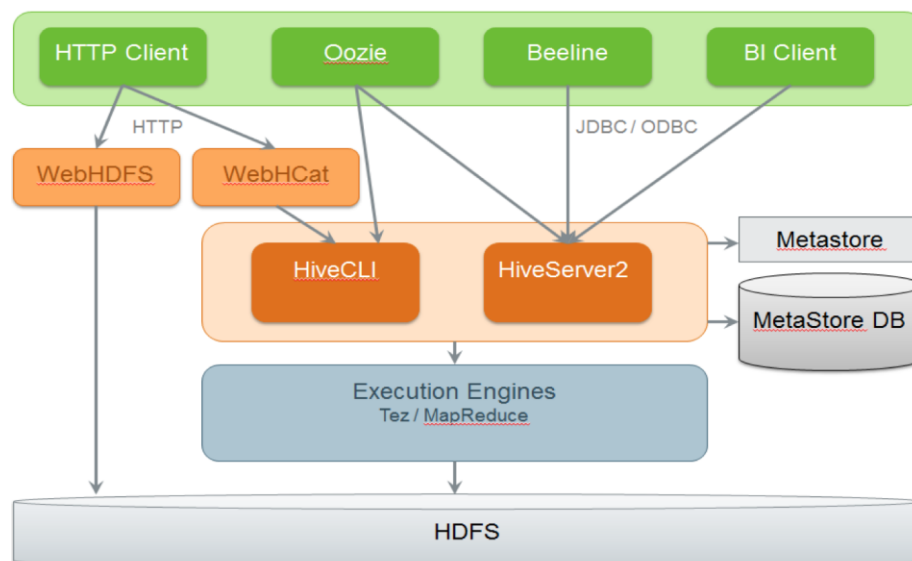 HTTP Client
Oozie
Beeline
BI Client
HTTP
JDBC / ODBC
WebHDFS
WebHCat
HiveCLI
HiveServer2
Metastore
MetaStore DB
Execution Engines
Tez / MapReduce
HDFS